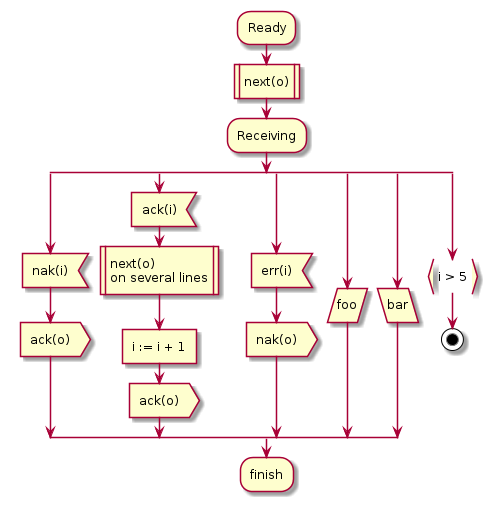 Ready
next(o)
Receiving
nak(i)
ack(o)
ack(i)
next(o)
on several lines
i := i + 1
ack(o)
err(i)
nak(o)
foo
bar
i > 5
finish